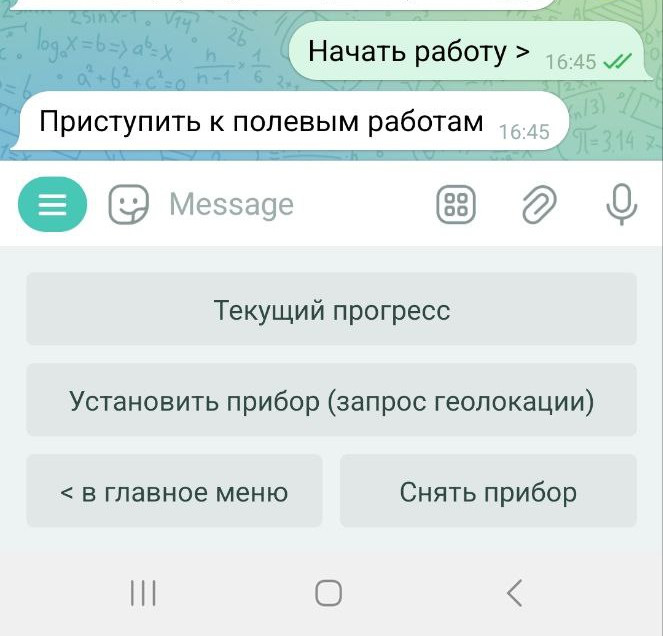 Начать работу >
16:45
Приступить к полевым работам
16:45
Message
Текущий прогресс
Установить прибор (запрос геолокации)
< в главное меню
Снять прибор